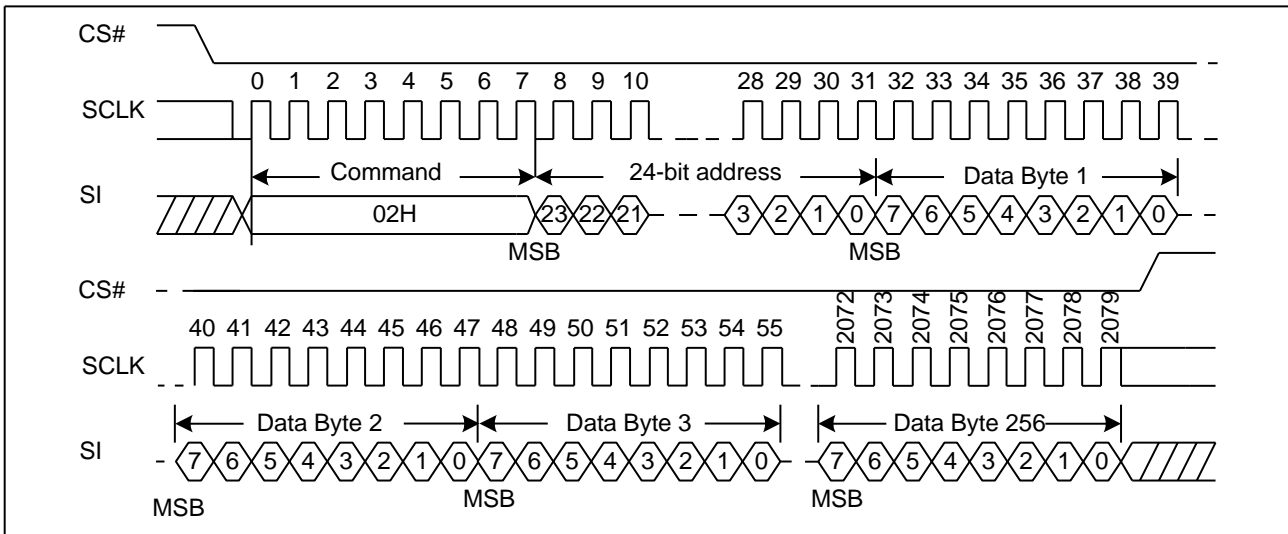 CS#
0 1 2 3 4 5 6 7 8 9 10 28 29 30 31 32 33 34 35 36 37 38 39
SCLK
Command 24-bit address Data Byte 1
SI
02H 23 22 21 3 2 1 0 7 6 5 4 3 2 1 0
MSB MSB
CS#
40 41 42 43 44 45 46 47 48 49 50 51 52 53 54 55 2072 2073 2074 2075 2076 2077 2078 2079
SCLK
Data Byte 2 Data Byte 3 Data Byte 256
SI
7 6 5 4 3 2 1 0 7 6 5 4 3 2 1 0 7 6 5 4 3 2 1 0
MSB MSB MSB